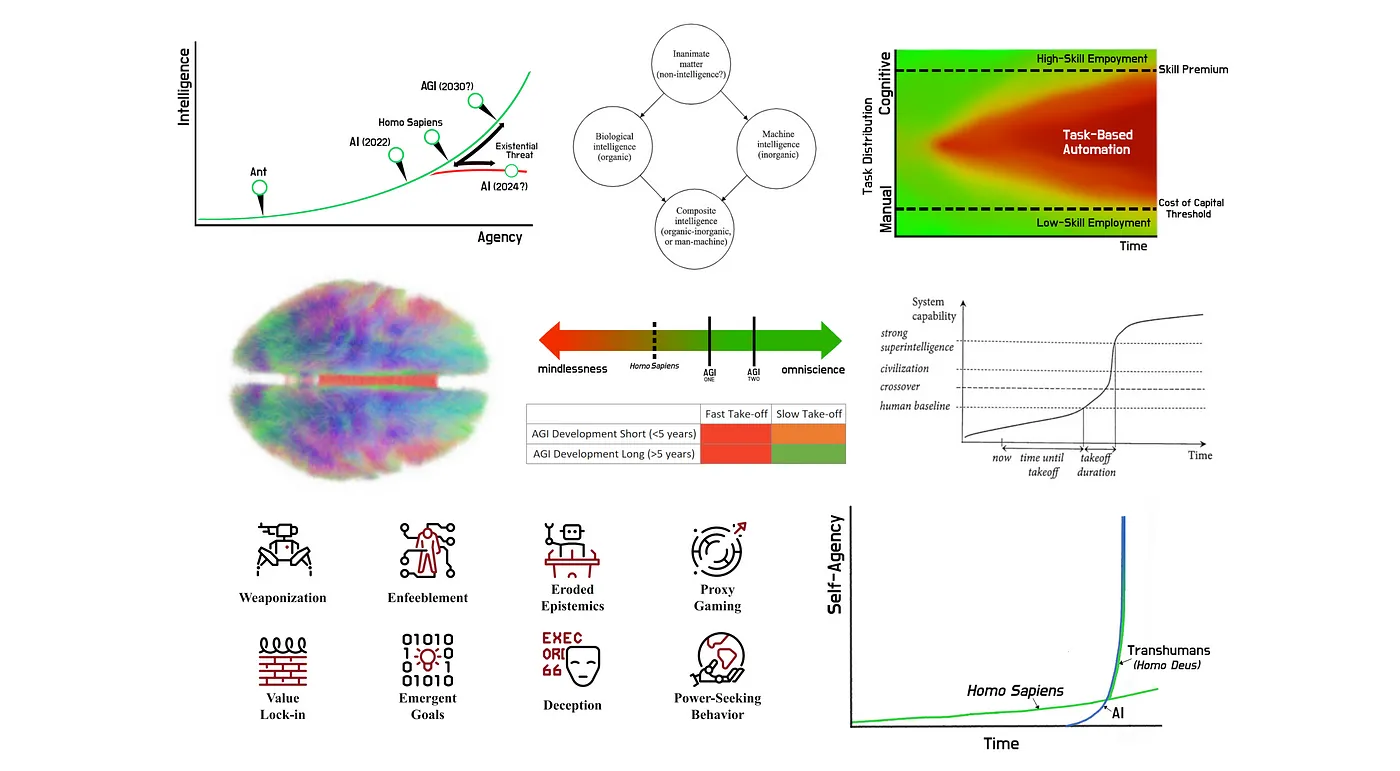 Intelligence
AGI (2030?)
Homo Sapiens
AI (2022)
Existential
Threat
Ant
AI (2024?)
Agency
Inanimate
matter
(non-intelligence?)
Biological
intelligence
(organic)
Machine
intelligence
(inorganic)
Composite
intelligence
(organic-inorganic,
or man-machine)
Task Distribution
Cognitive
Manual
High-Skill Empoyment
Skill Premium
Task-Based
Automation
Cost of Capital
Threshold
Low-Skill Employment
Time
mindlessness
Homo Sapiens
AGI
ONE
AGI
TWO
omniscience
Fast Take-off
Slow Take-off
AGI Development Short (<5 years)
AGI Development Long (>5 years)
System
capability
strong
superintelligence
civilization
crossover
human baseline
now
time until
takeoff
takeoff
duration
Time
Weaponization
Enfeeblement
Eroded
Epistemics
Proxy
Gaming
Value
Lock-in
01010
1 0
0 1
01010
Emergent
Goals
EXEC
ORD
66
Deception
Power-Seeking
Behavior
Self-Agency
Homo Sapiens
Transhumans
(Homo Deus)
AI
Time